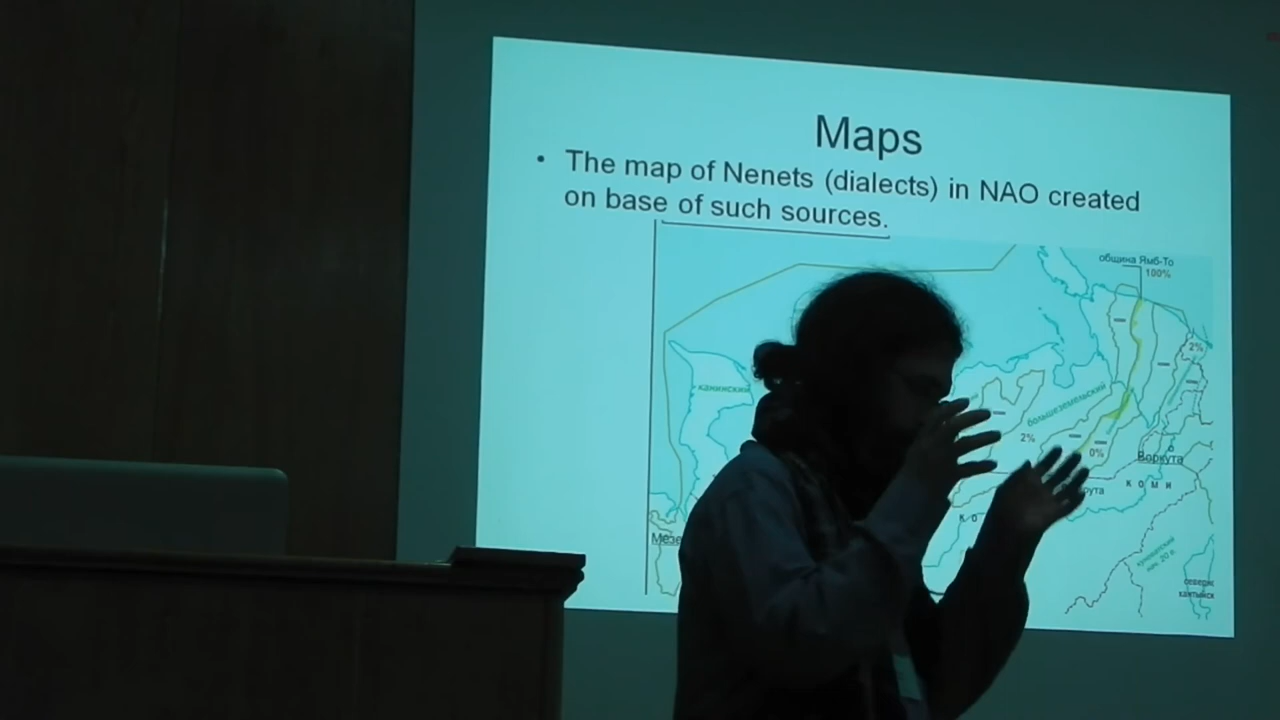 Maps
• The map of Nenets (dialects) in NAO created
on base of such sources.
община Ямб-То
100%
2%
канинский
большеземельский
2%
0%
Воркута
коми